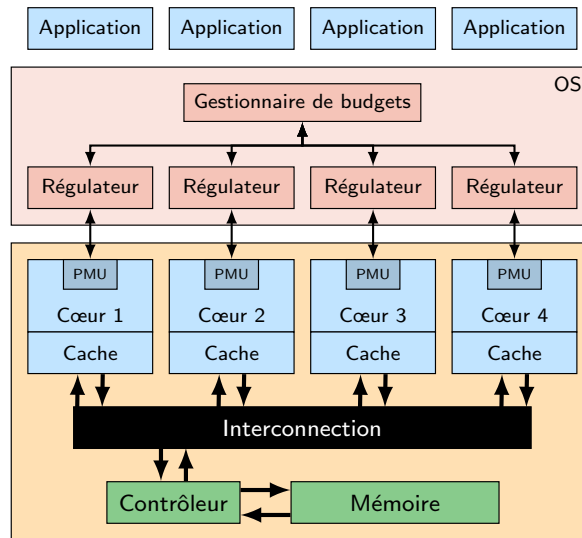 Application Application Application Application
OS
Gestionnaire de budgets
Régulateur Régulateur Régulateur Régulateur
PMU PMU PMU PMU
Cœur 1 Cœur 2 Cœur 3 Cœur 4
Cache Cache Cache Cache
Interconnection
Contrôleur Mémoire